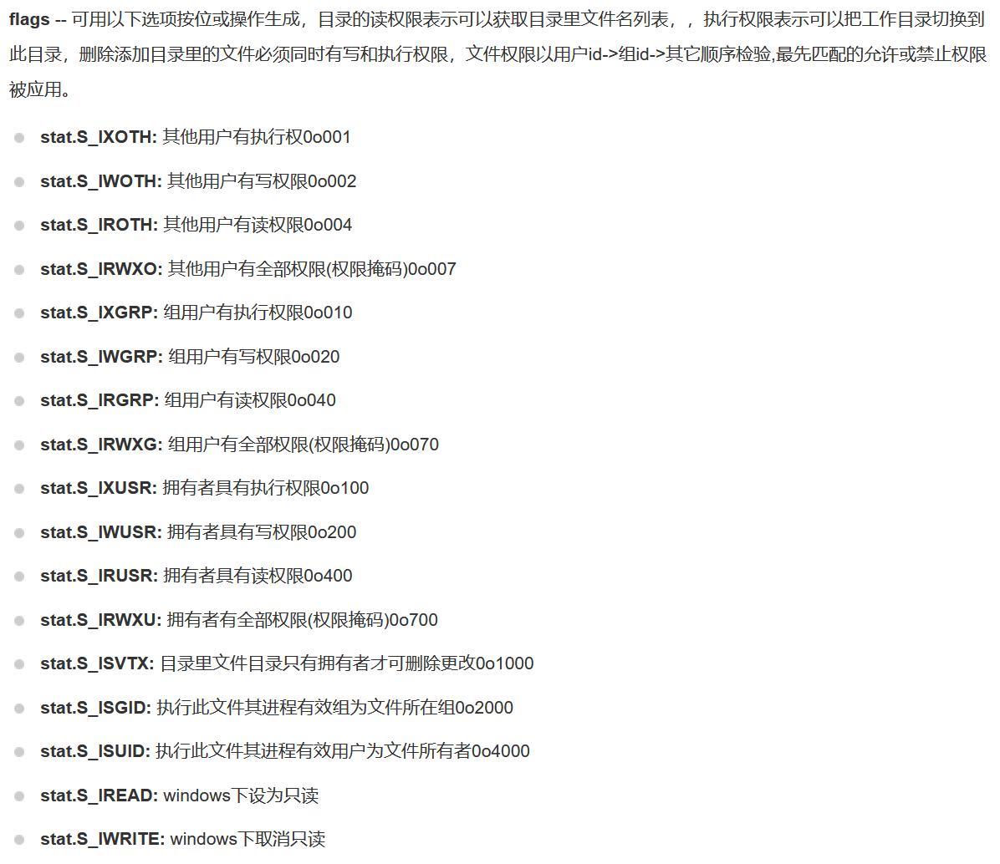 flags -- 可用以下选项按位或操作生成，目录的读权限表示可以获取目录里文件名列表，，执行权限表示可以把工作目录切换到
此目录，删除添加目录里的文件必须同时有写和执行权限，文件权限以用户id->组id->其它顺序检验,最先匹配的允许或禁止权限
被应用。
stat.S_IXOTH: 其他用户有执行权0o001
stat.S_IWOTH: 其他用户有写权限0o002
stat.S_IROTH: 其他用户有读权限0o004
stat.S_IRWXO: 其他用户有全部权限(权限掩码)0o007
stat.S_IXGRP: 组用户有执行权限0o010
stat.S_IWGRP: 组用户有写权限0o020
stat.S_IRGRP: 组用户有读权限0o040
stat.S_IRWXG: 组用户有全部权限(权限掩码)0o070
stat.S_IXUSR: 拥有者具有执行权限0o100
stat.S_IWUSR: 拥有者具有写权限0o200
stat.S_IRUSR: 拥有者具有读权限0o400
stat.S_IRWXU: 拥有者有全部权限(权限掩码)0o700
stat.S_ISVTX: 目录里文件目录只有拥有者才可删除更改0o1000
stat.S_ISGID: 执行此文件其进程有效组为文件所在组0o2000
stat.S_ISUID: 执行此文件其进程有效用户为文件所有者0o4000
stat.S_IREAD: windows下设为只读
stat.S_IWRITE: windows下取消只读